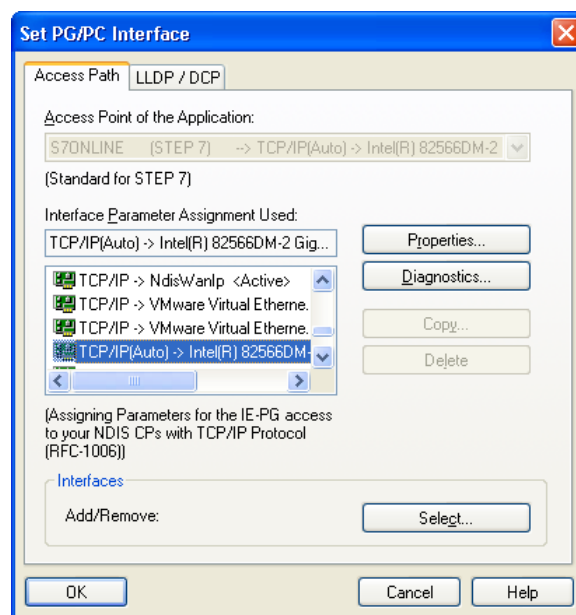 Set PG/PC Interface
Access Path
LLDP / DCP
Access Point of the Application:
S7ONLINE (STEP 7) --> TCP/IP(Auto) -> Intel(R) 82566DM-2
(Standard for STEP 7)
Interface Parameter Assignment Used:
TCP/IP(Auto) -> Intel(R) 82566DM-2 Gig...
Properties...
Diagnostics...
TCP/IP -> NdisWanIp <Active>
TCP/IP -> VMware Virtual Etherne.
TCP/IP -> VMware Virtual Etherne.
TCP/IP(Auto) -> Intel(R) 82566DM-
Copy...
Delete
(Assigning Parameters for the IE-PG access
to your NDIS CPs with TCP/IP Protocol
(RFC-1006))
Interfaces
Add/Remove:
Select...
OK
Cancel
Help